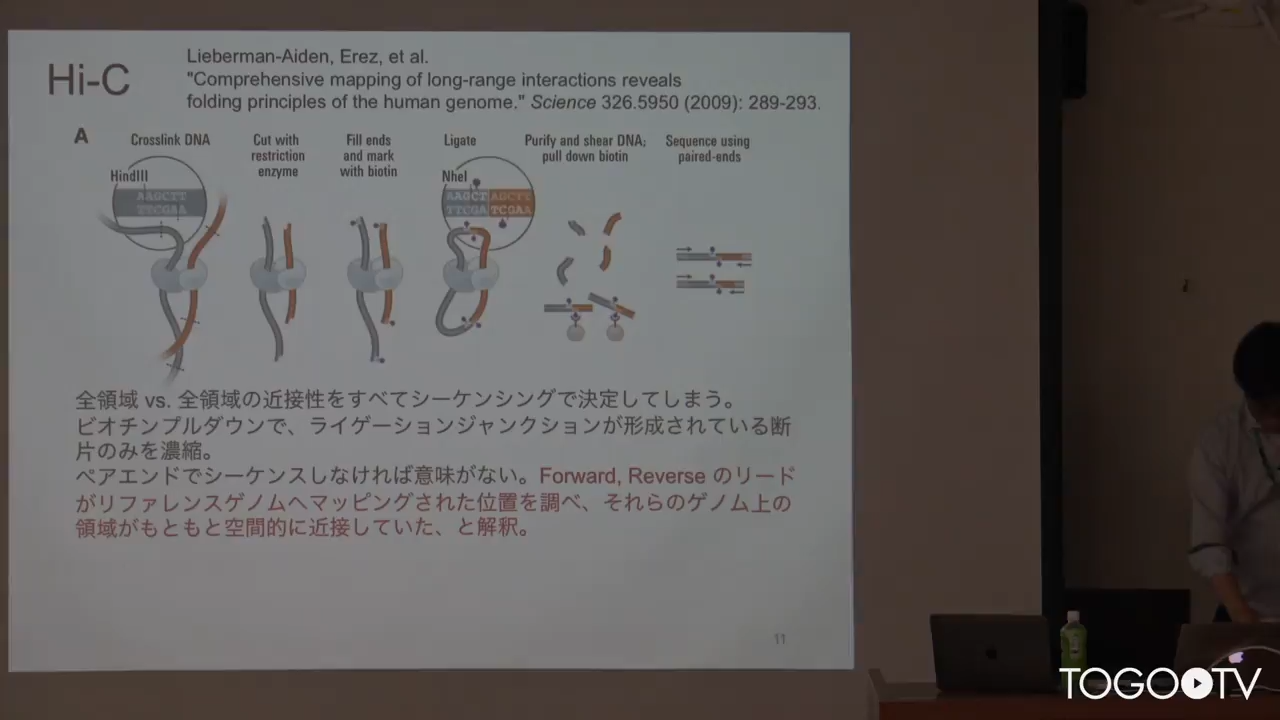 Hi-C
Lieberman-Aiden, Erez, et al.
"Comprehensive mapping of long-range interactions reveals
folding principles of the human genome." Science 326.5950 (2009): 289-293.
A
Crosslink DNA
Cut with
restriction
enzyme
Fill ends
and mark
with biotin
Ligate
Purify and shear DNA;
pull down biotin
Sequence using
paired-ends
HindIII
AAGCTT
TTCGAA
NheI
AAGCT AGCTT
TTCGA TCGAA
全領域 vs. 全領域の近接性をすべてシーケンシングで決定してしまう。
ビオチンプルダウンで、ライゲーションジャンクションが形成されている断
片のみを濃縮。
ペアエンドでシーケンスしなければ意味がない。Forward, Reverse のリード
がリファレンスゲノムへマッピングされた位置を調べ、それらのゲノム上の
領域がもともと空間的に近接していた、と解釈。
11
TOGO TV